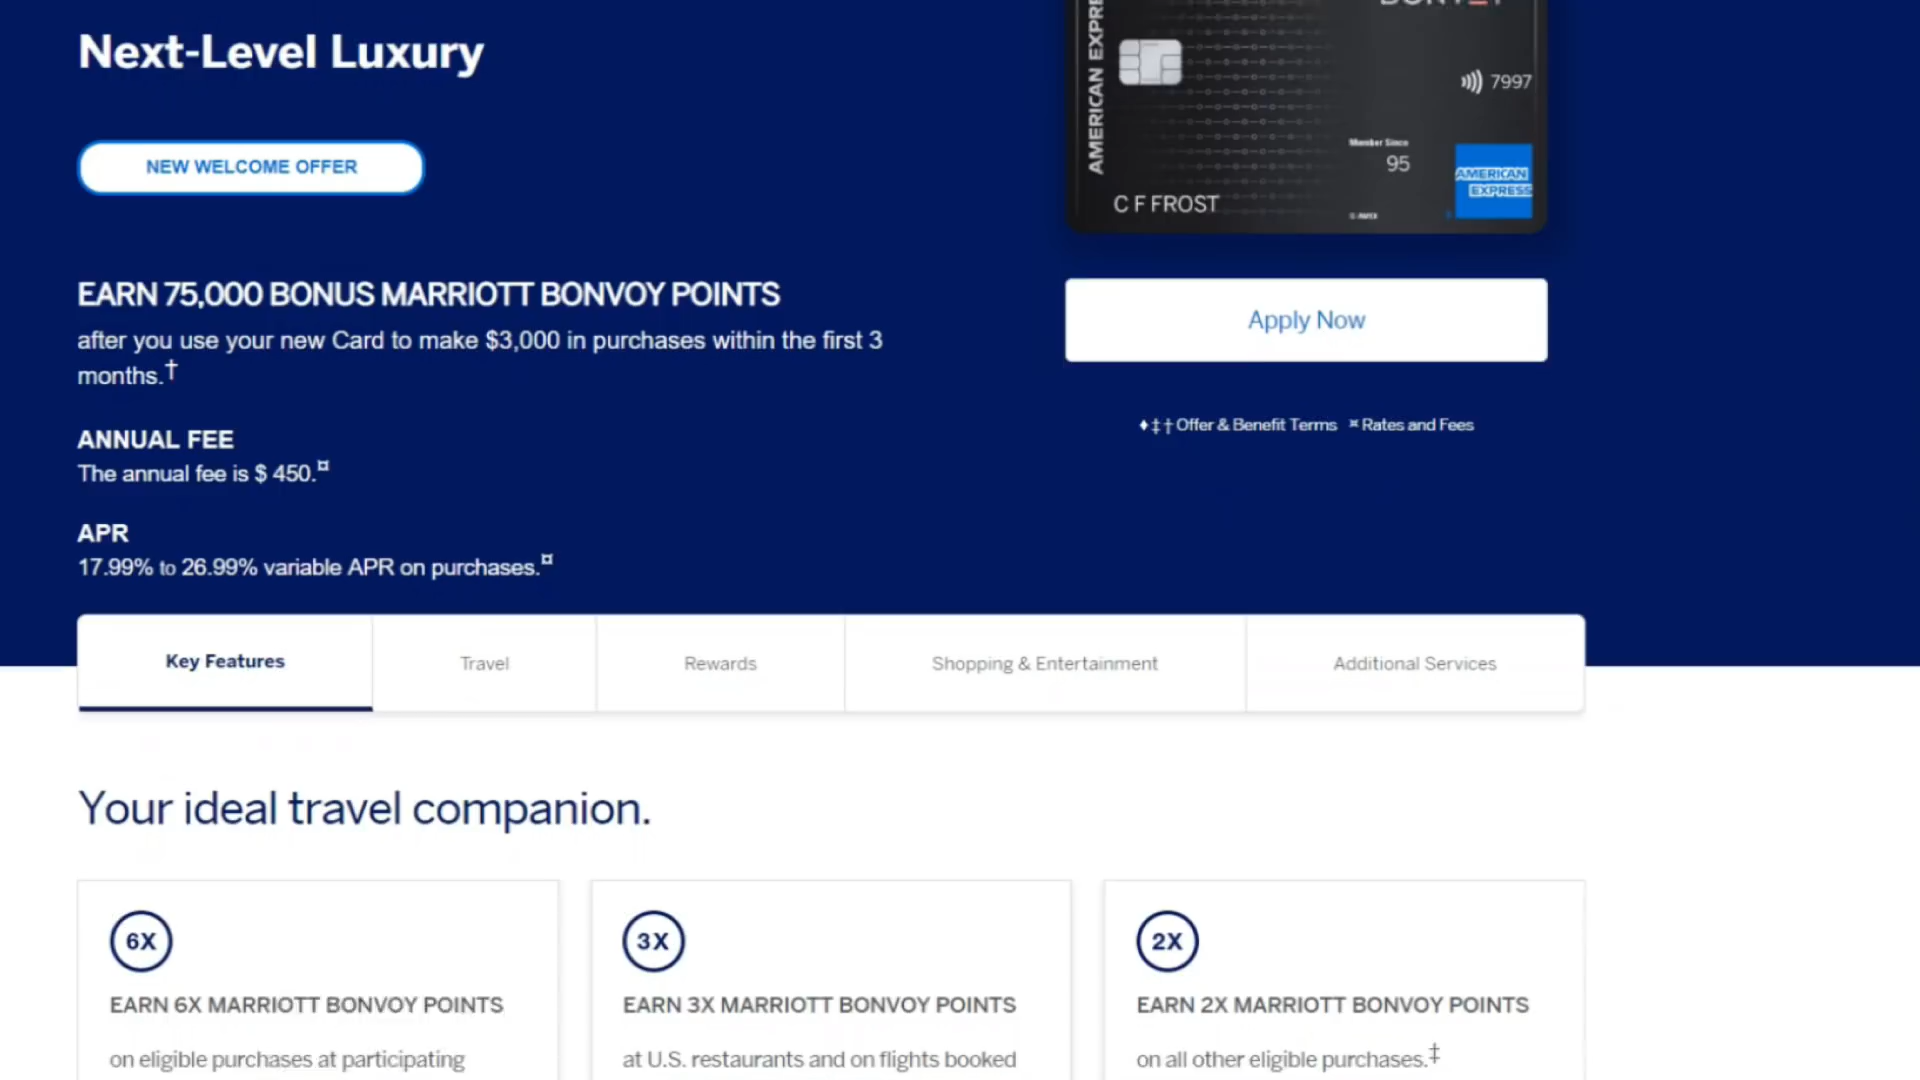 Next-Level Luxury
NEW WELCOME OFFER
AMERICAN
7997
Member Since
95
AMERICAN
EXPRESS
C F FROST
© AMEX
EARN 75,000 BONUS MARRIOTT BONVOY POINTS
after you use your new Card to make $3,000 in purchases within the first 3
months.†
Apply Now
♦‡†Offer & Benefit Terms ¤Rates and Fees
ANNUAL FEE
The annual fee is $ 450.¤
APR
17.99% to 26.99% variable APR on purchases.¤
Key Features
Travel
Rewards
Shopping & Entertainment
Additional Services
Your ideal travel companion.
6X
EARN 6X MARRIOTT BONVOY POINTS
on eligible purchases at participating
3X
EARN 3X MARRIOTT BONVOY POINTS
at U.S. restaurants and on flights booked
2X
EARN 2X MARRIOTT BONVOY POINTS
on all other eligible purchases.‡